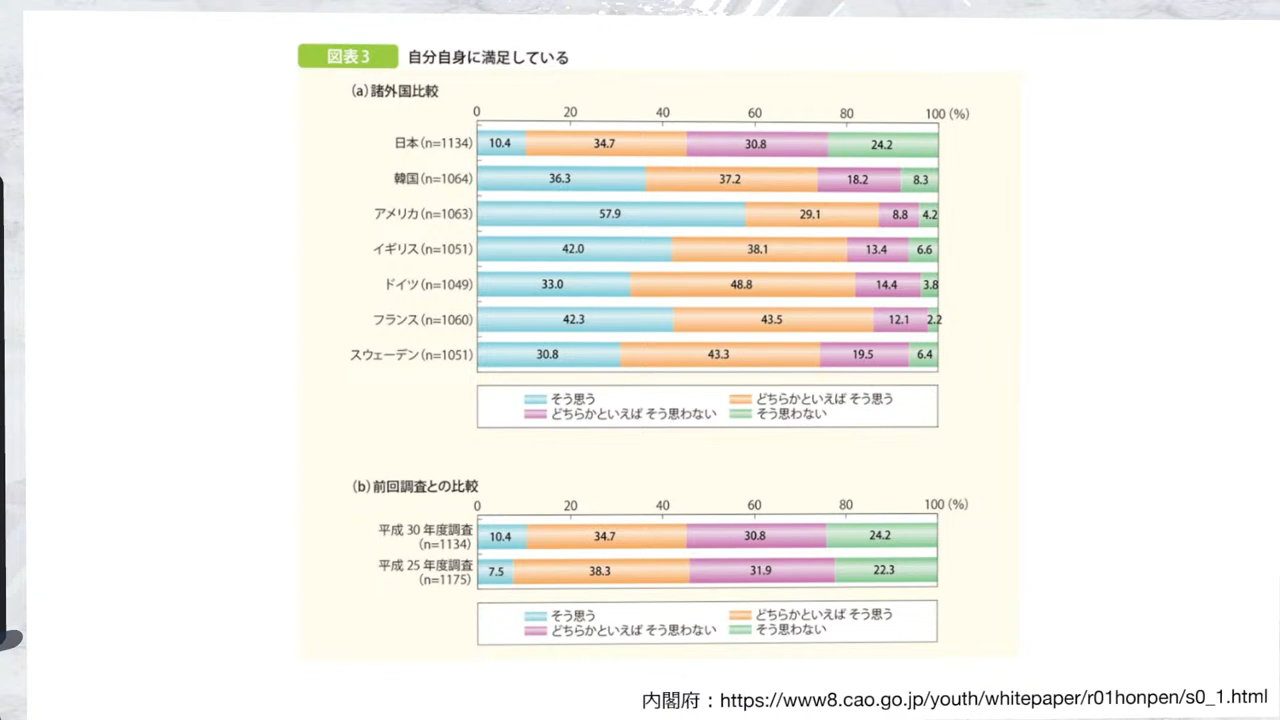 図表3 自分自身に満足している
(a)諸外国比較
0 20 40 60 80 100 (%)
日本(n=1134) 10.4 34.7 30.8 24.2
韓国(n=1064) 36.3 37.2 18.2 8.3
アメリカ(n=1063) 57.9 29.1 8.8 4.2
イギリス(n=1051) 42.0 38.1 13.4 6.6
ドイツ(n=1049) 33.0 48.8 14.4 3.8
フランス(n=1060) 42.3 43.5 12.1 2.2
スウェーデン(n=1051) 30.8 43.3 19.5 6.4
そう思う どちらかといえば そう思う
どちらかといえば そう思わない そう思わない
(b)前回調査との比較
0 20 40 60 80 100 (%)
平成 30 年度調査
(n=1134) 10.4 34.7 30.8 24.2
平成 25 年度調査
(n=1175) 7.5 38.3 31.9 22.3
そう思う どちらかといえば そう思う
どちらかといえば そう思わない そう思わない
内閣府：https://www8.cao.go.jp/youth/whitepaper/r01honpen/s0_1.html